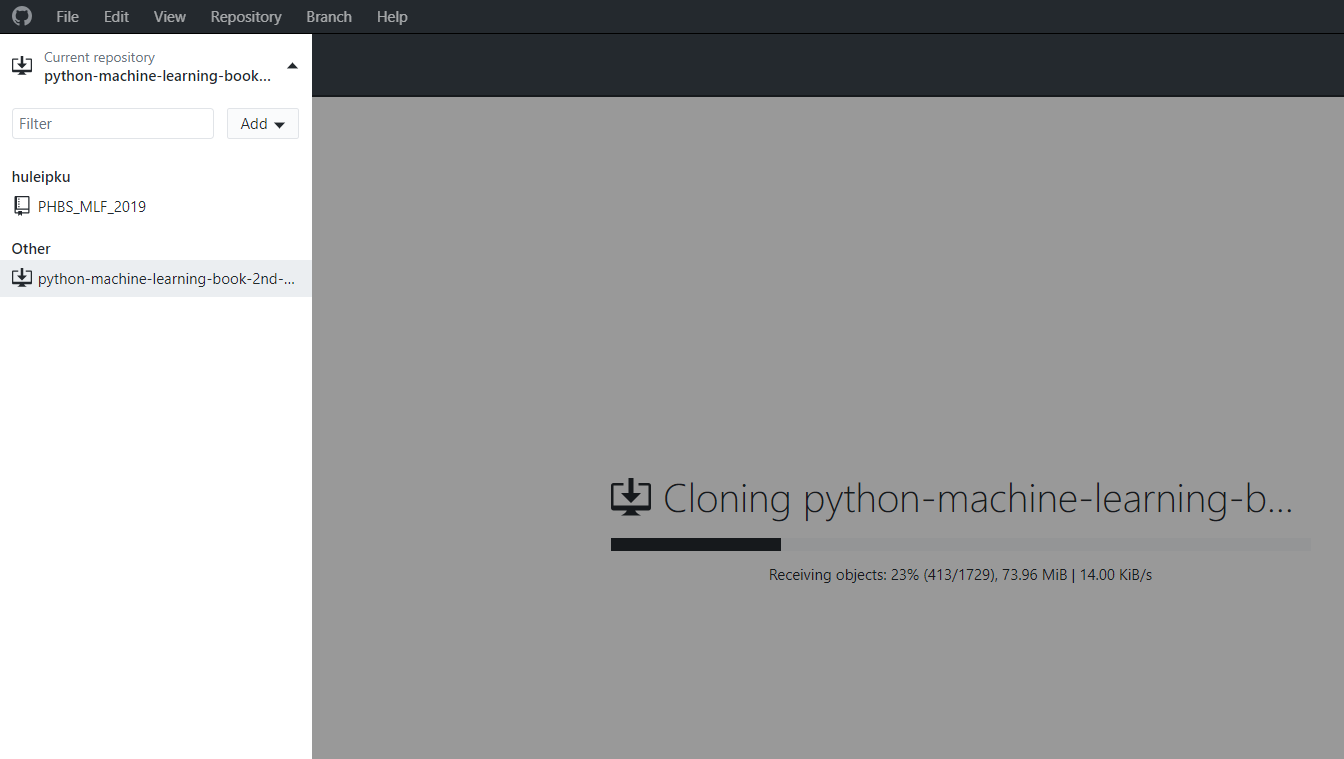 File Edit View Repository Branch Help
Current repository
python-machine-learning-book...
Filter
Add
huleipku
PHBS_MLF_2019
Other
python-machine-learning-book-2nd-...
Cloning python-machine-learning-b...
Receiving objects: 23% (413/1729), 73.96 MiB | 14.00 KiB/s